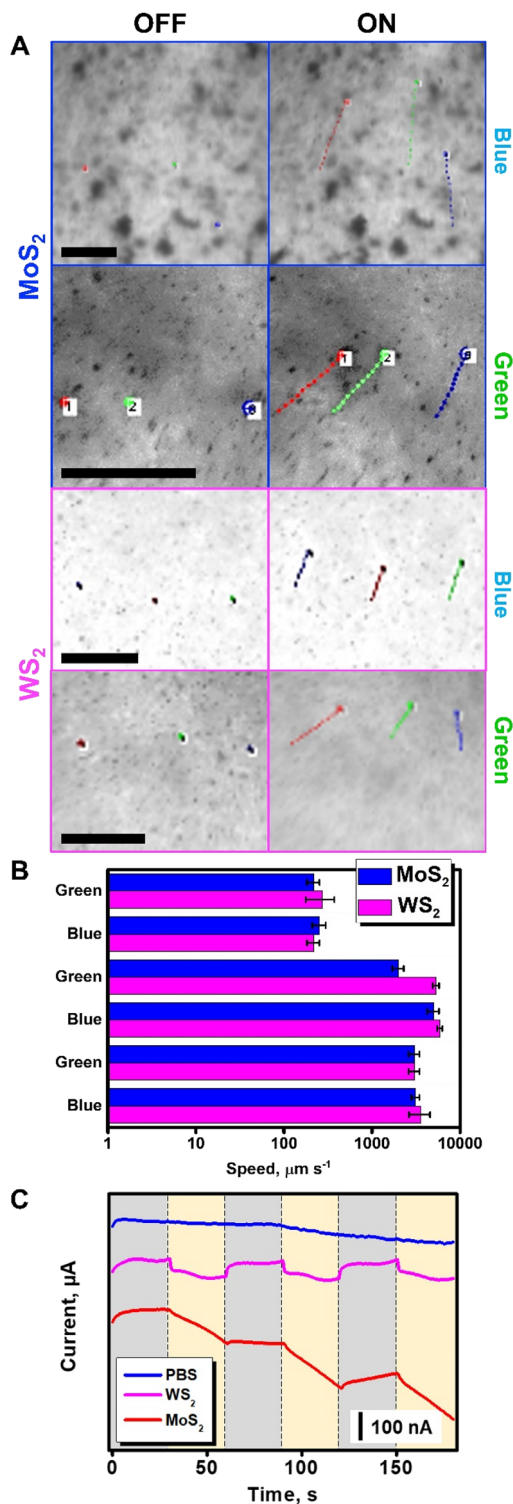 OFF ON
A
MoS2
Blue
1 2 1 2
Green
WS2
Blue
Green
B
MoS2
WS2
Green
Blue
Green
Blue
Green
Blue
1 10 100 1000 10000
Speed, μm s-1
C
Current, μA
PBS
WS2
MoS2
100 nA
0 50 100 150
Time, s